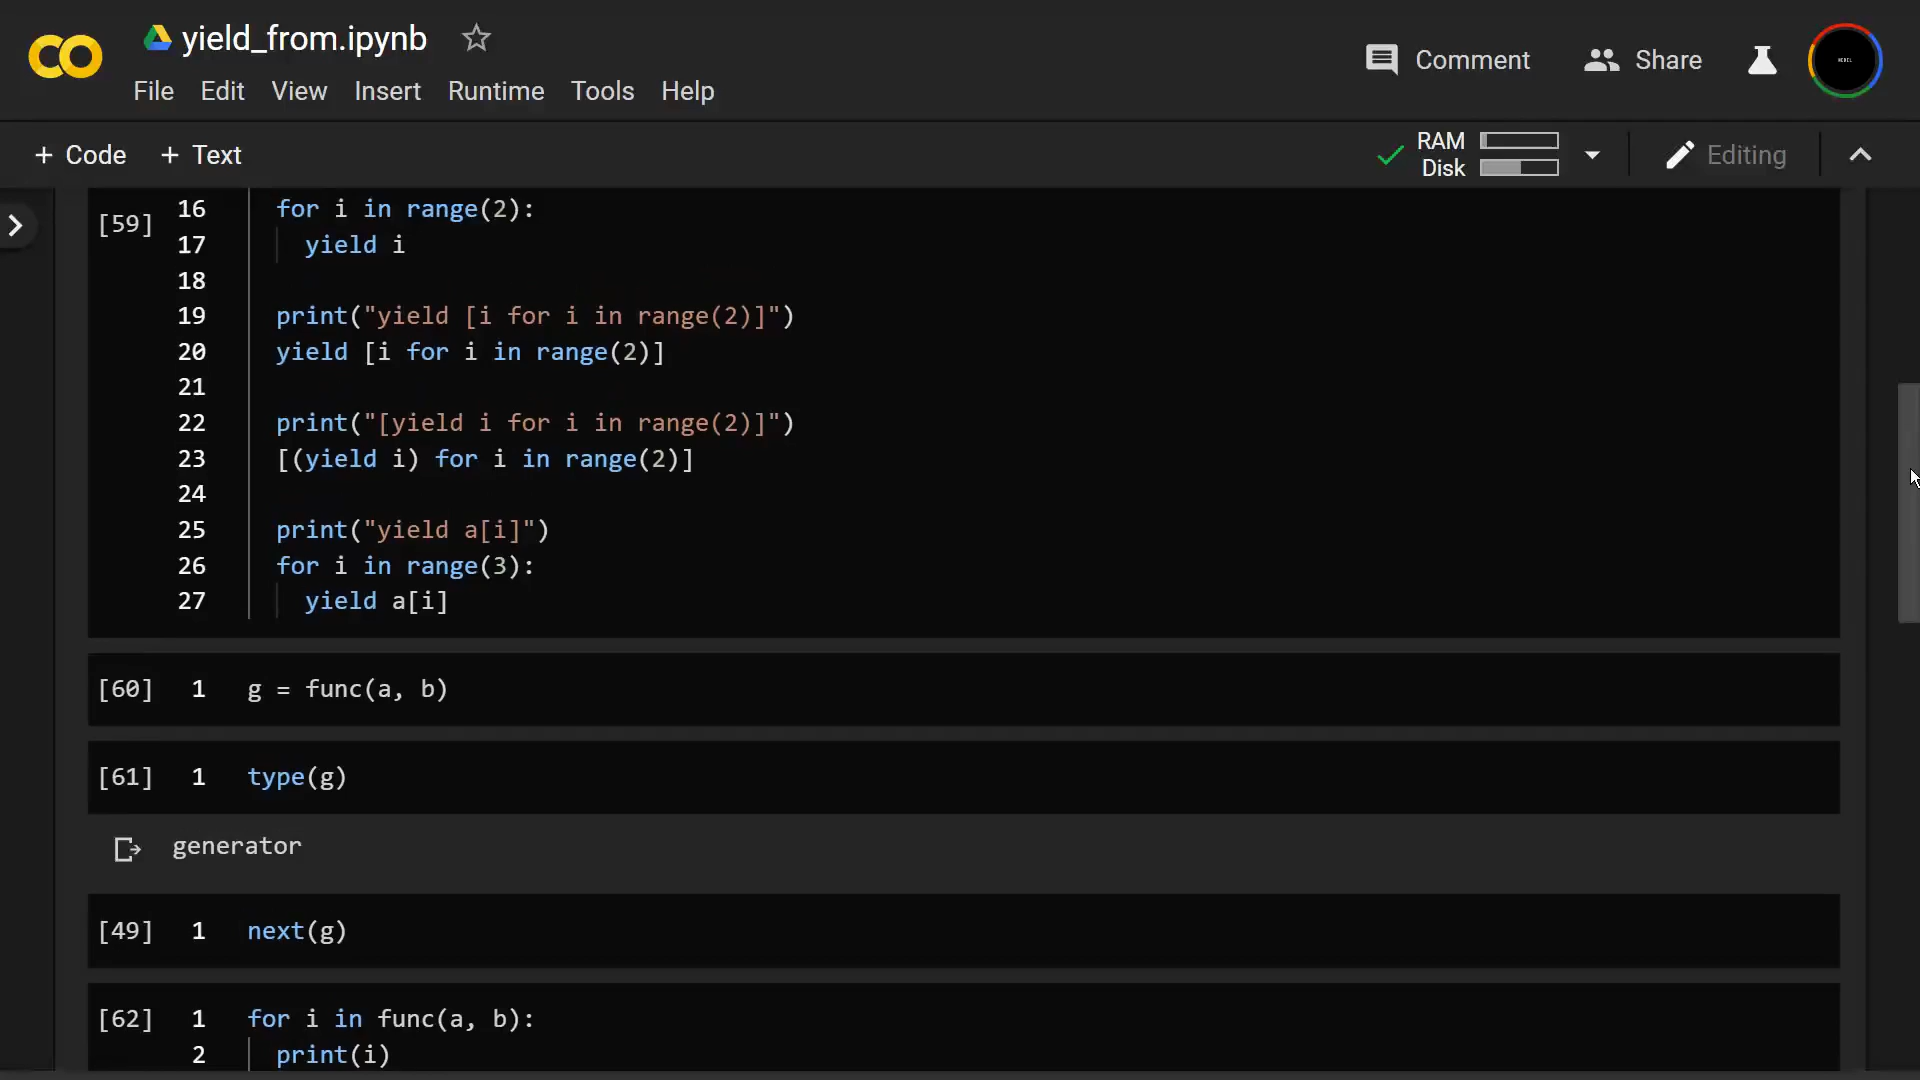 yield_from.ipynb
Comment Share
File Edit View Insert Runtime Tools Help
+ Code + Text
RAM
Disk
Editing
[59]
16 for i in range(2):
17 yield i
18
19 print("yield [i for i in range(2)]")
20 yield [i for i in range(2)]
21
22 print("[yield i for i in range(2)]")
23 [(yield i) for i in range(2)]
24
25 print("yield a[i]")
26 for i in range(3):
27 yield a[i]
[60] 1 g = func(a, b)
[61] 1 type(g)
generator
[49] 1 next(g)
[62] 1 for i in func(a, b):
2 print(i)